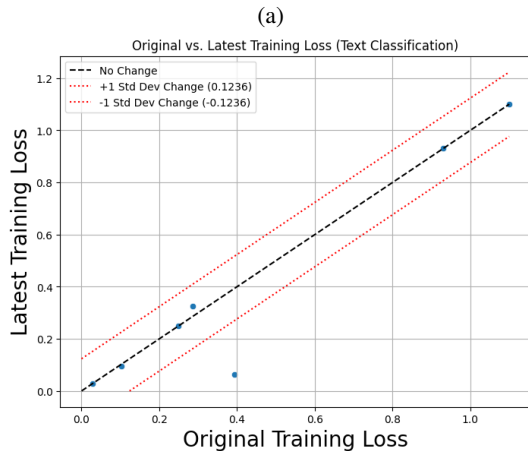 (a)
Original vs. Latest Training Loss (Text Classification)
No Change
+1 Std Dev Change (0.1236)
-1 Std Dev Change (-0.1236)
1.2
1.0
0.8
0.6
0.4
0.2
0.0
Latest Training Loss
0.0 0.2 0.4 0.6 0.8 1.0
Original Training Loss